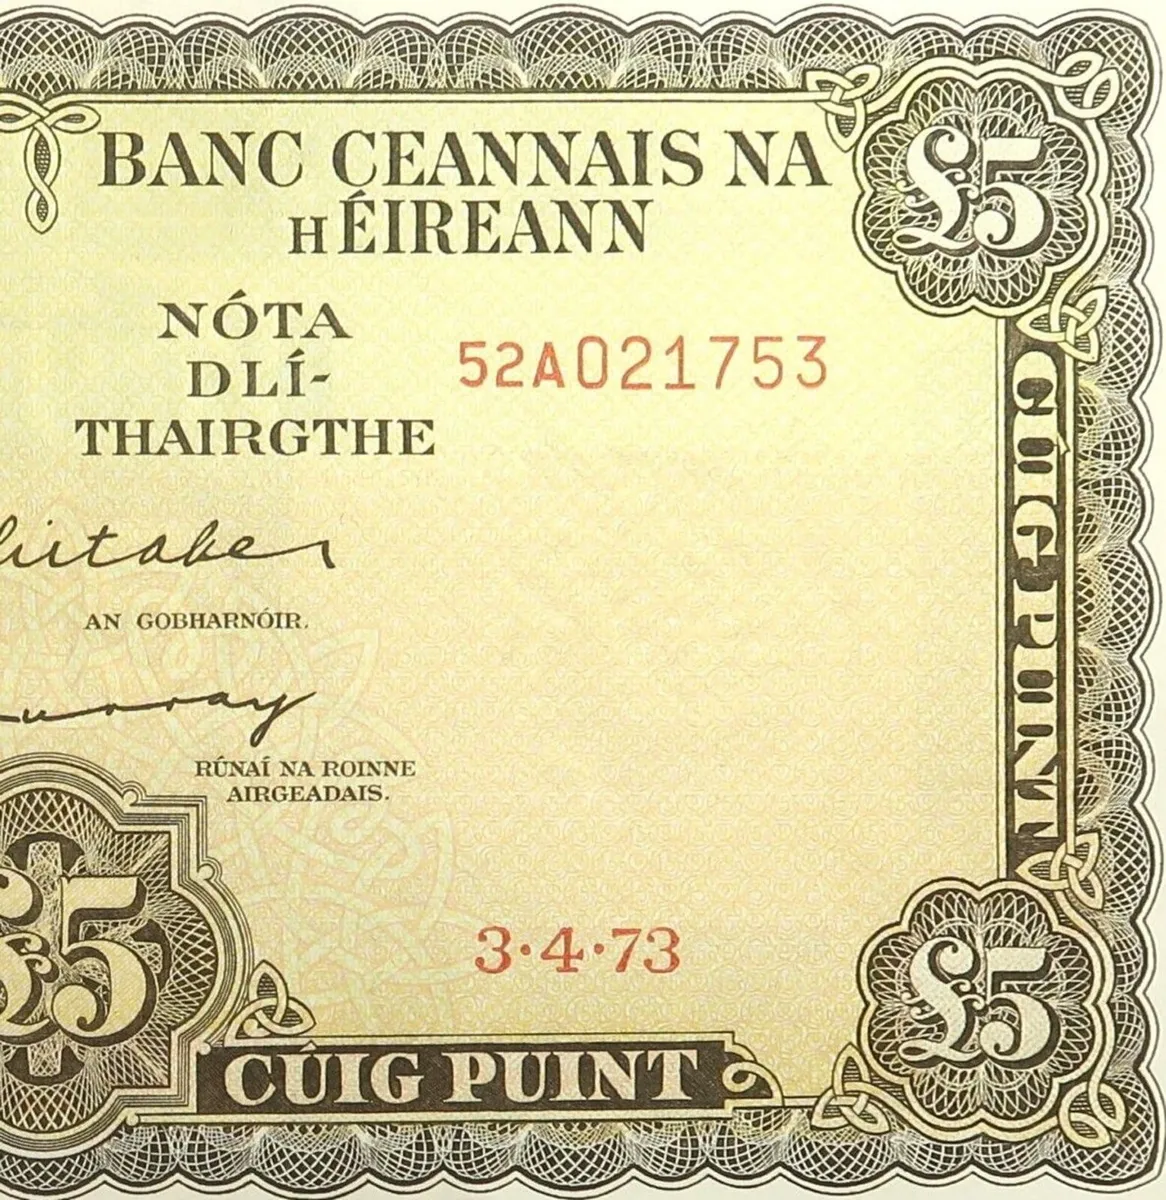 BANC CEANNAIS NA
HÉIREANN
£5
NÓTA
DLÍ-
THAIRGTHE
52A021753
AN GOBHARNÓIR.
RÚNAÍ NA ROINNE
AIRGEADAIS.
CÚIG PUINT
£5
3·4·73
£5
CÚIG PUINT